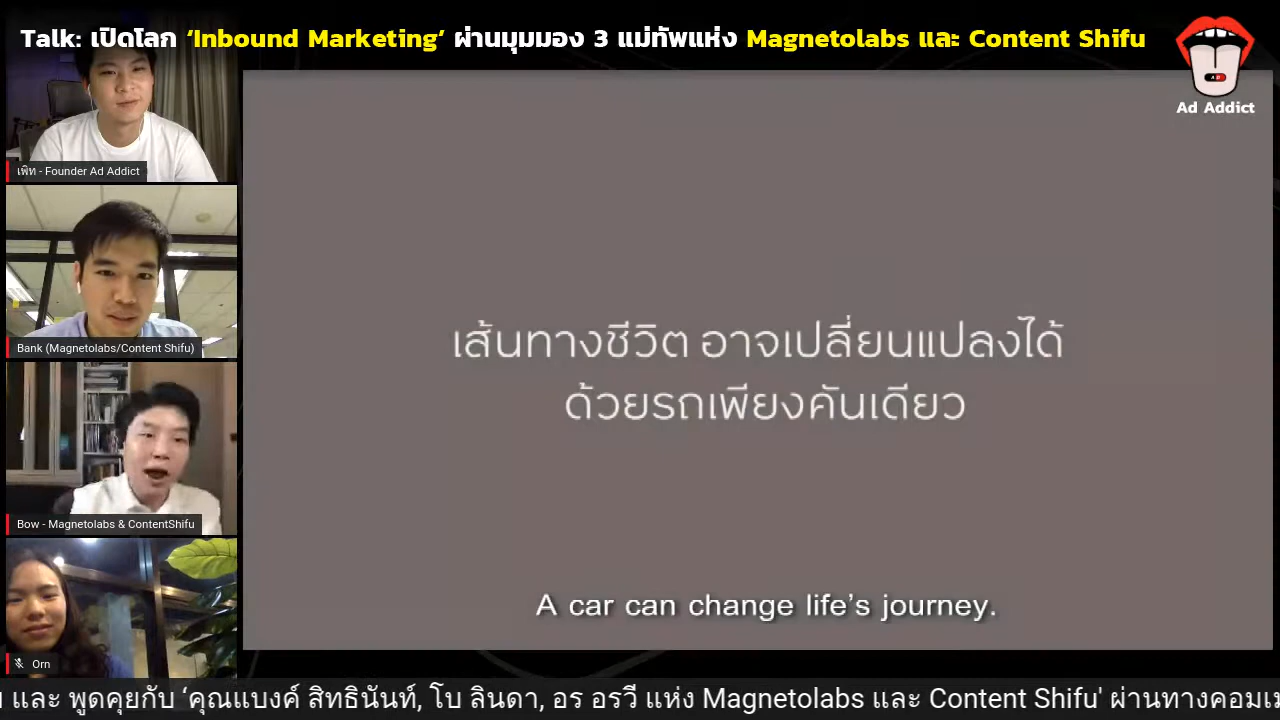 Talk: เปิดโลก ‘Inbound Marketing’ ผ่านมุมมอง 3 แม่ทัพแห่ง Magnetolabs และ Content Shifu
Ad Addict
เพิท - Founder Ad Addict
Bank (Magnetolabs/Content Shifu)
Bow - Magnetolabs & ContentShifu
Orn
เส้นทางชีวิต อาจเปลี่ยนแปลงได้
ด้วยรถเพียงคันเดียว
A car can change life's journey.
และ พูดคุยกับ ‘คุณแบงค์ สิทธินันท์, โบ ลินดา, อร อรวี แห่ง Magnetolabs และ Content Shifu' ผ่านทาง